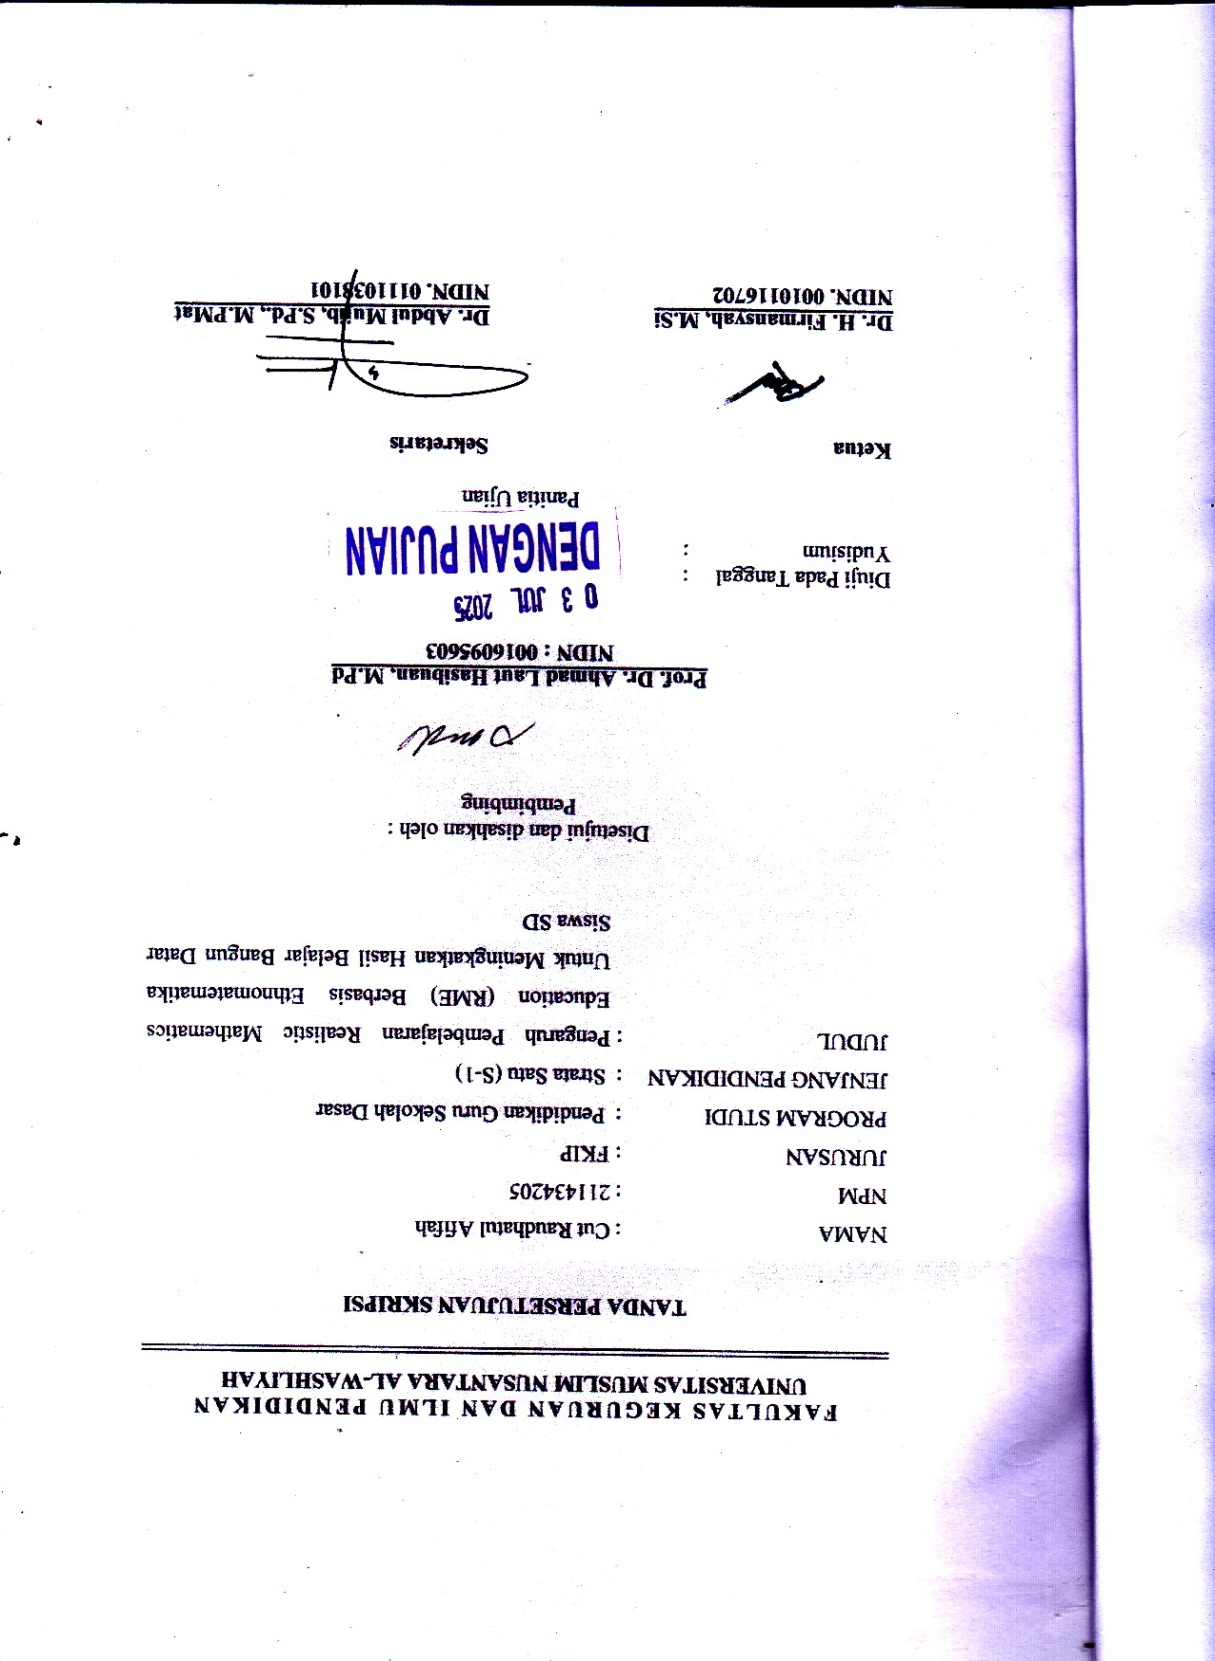 FAKULTAS KEGURUAN DAN ILMU PENDIDIKAN
UNIVERSITAS MUSLIM NUSANTARA AL-WASHLIYAH
TANDA PERSETUJUAN SKRIPSI
NAMA : Cut Raudhatul Afifah
NPM : 211434205
JURUSAN : FKIP
PROGRAM STUDI : Pendidikan Guru Sekolah Dasar
JENJANG PENDIDIKAN : Strata Satu (S-1)
JUDUL : Pengaruh Pembelajaran Realistic Mathematics
Education (RME) Berbasis Ethnomatematika
Untuk Meningkatkan Hasil Belajar Bangun Datar
Siswa SD
Disetujui dan disahkan oleh :
Pembimbing
Prof. Dr. Ahmad Laut Hasibuan, M.Pd
NIDN : 0016095603
Diuji Pada Tanggal : 03 JUL 2025
Yudisium : DENGAN PUJIAN
Panitia Ujian
Ketua Sekretaris
Dr. H. Firmansyah, M.Si Dr. Abdul Mujib, S.Pd., M.PMat
NIDN. 0010116702 NIDN. 0111038101